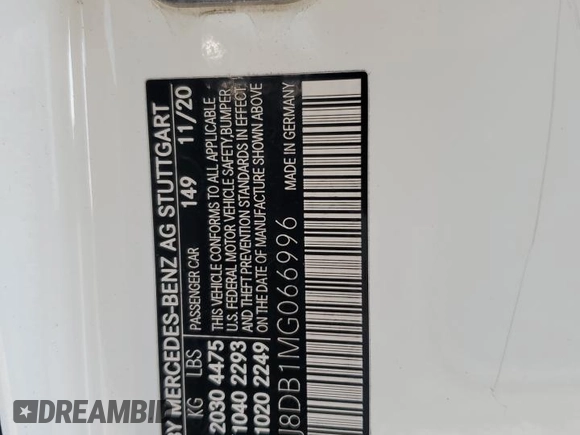 BY MERCEDES-BENZ AG STUTTGART
149 11/20
KG LBS PASSENGER CAR
2030 4475 THIS VEHICLE CONFORMS TO ALL APPLICABLE
U.S. FEDERAL MOTOR VEHICLE SAFETY, BUMPER,
1040 2293 AND THEFT PREVENTION STANDARDS IN EFFECT
1020 2249 ON THE DATE OF MANUFACTURE SHOWN ABOVE
J8DB1MG066996 MADE IN GERMANY
DREAMBID